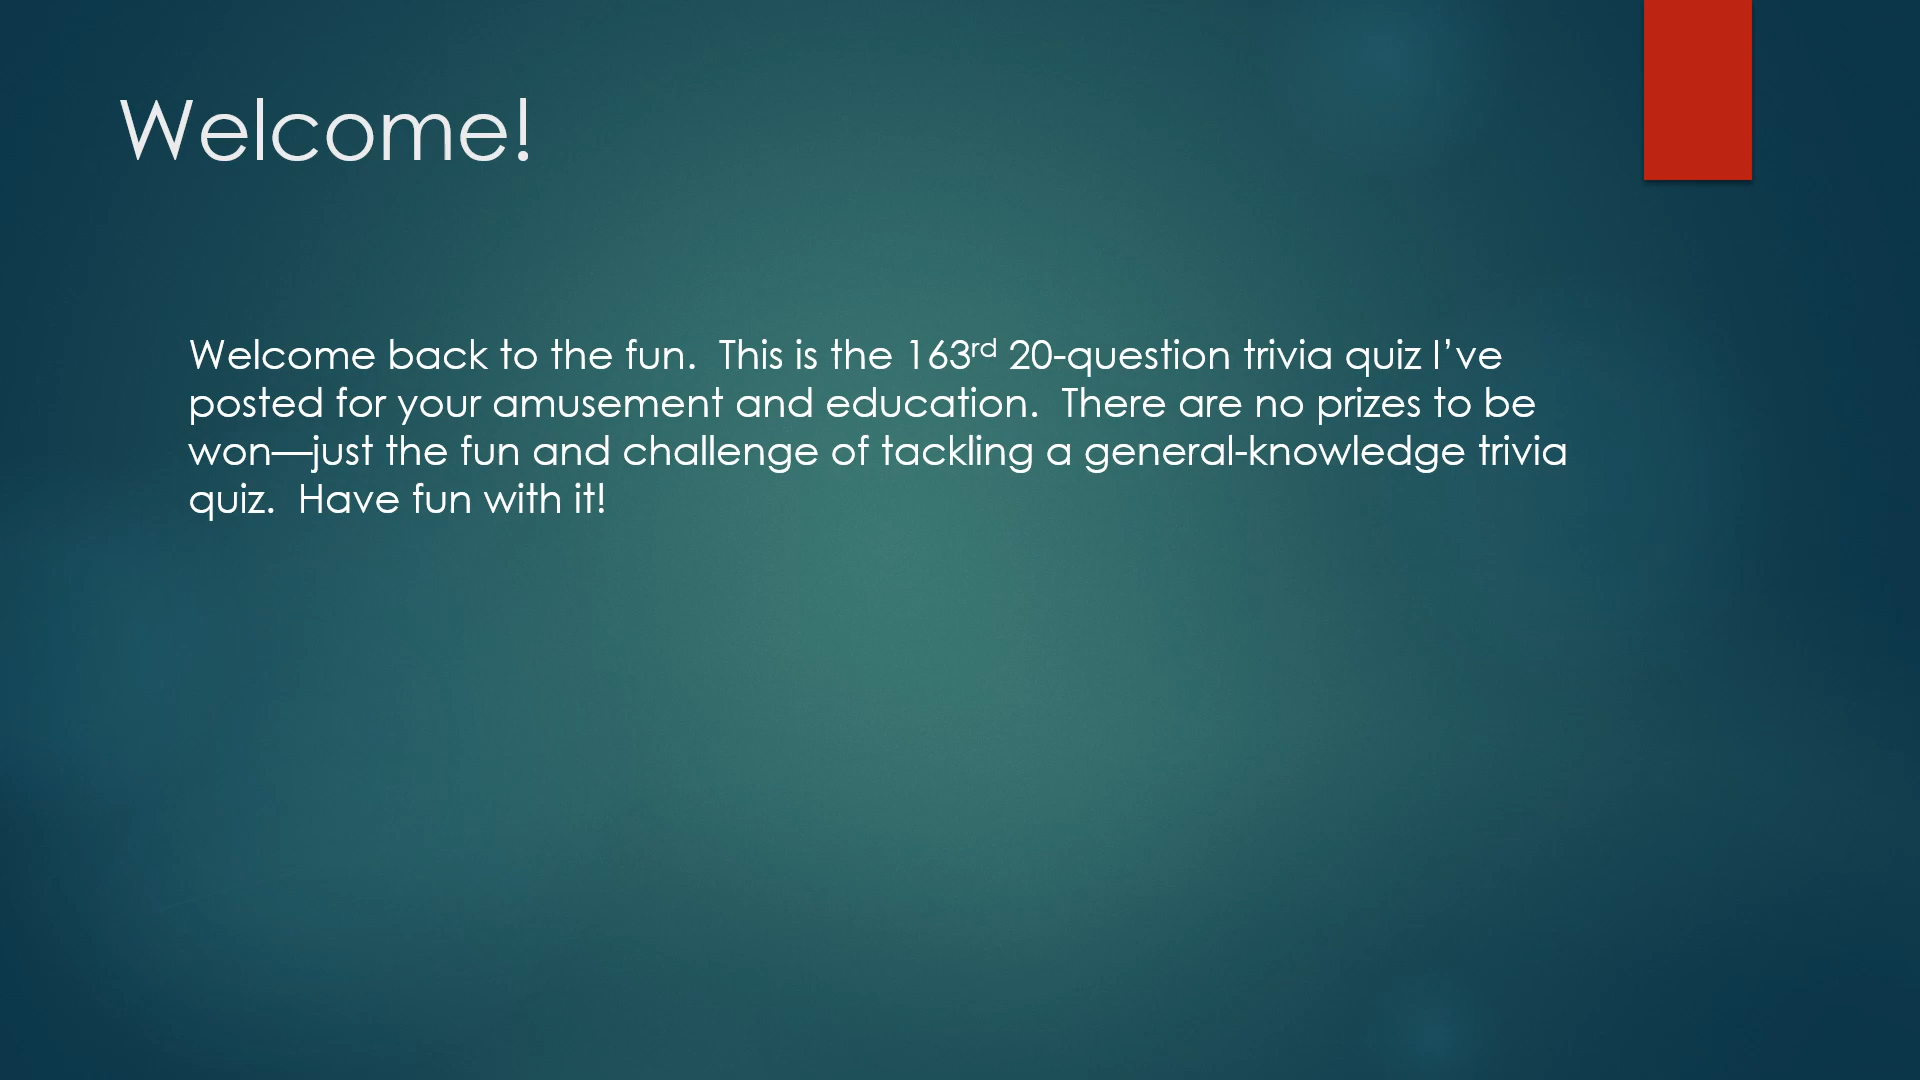 Welcome!
Welcome back to the fun.  This is the 163rd 20-question trivia quiz I’ve
posted for your amusement and education.  There are no prizes to be
won—just the fun and challenge of tackling a general-knowledge trivia
quiz.  Have fun with it!